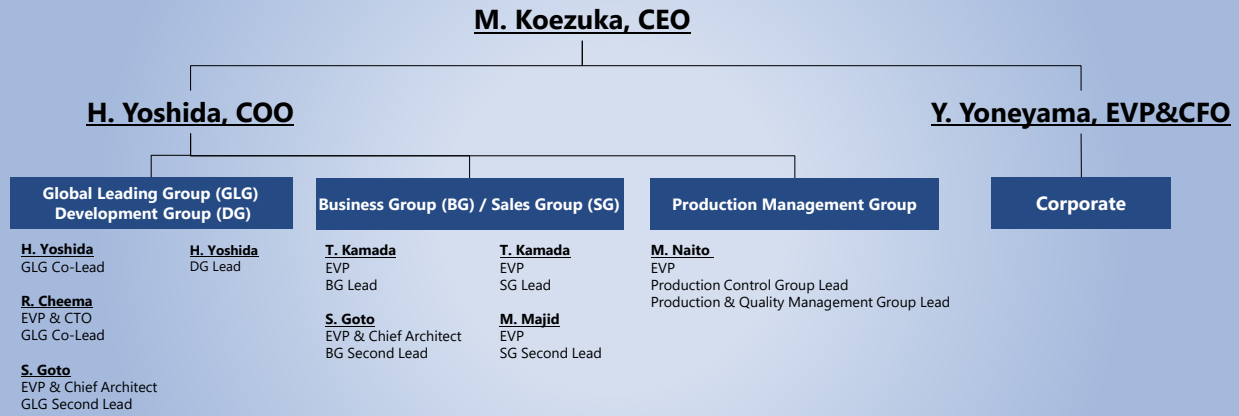 M. Koezuka, CEO
H. Yoshida, COO
Y. Yoneyama, EVP&CFO
Global Leading Group (GLG)
Development Group (DG)
Business Group (BG) / Sales Group (SG)
Production Management Group
Corporate
H. Yoshida
GLG Co-Lead
R. Cheema
EVP & CTO
GLG Co-Lead
S. Goto
EVP & Chief Architect
GLG Second Lead
H. Yoshida
DG Lead
T. Kamada
EVP
BG Lead
S. Goto
EVP & Chief Architect
BG Second Lead
T. Kamada
EVP
SG Lead
M. Majid
EVP
SG Second Lead
M. Naito
EVP
Production Control Group Lead
Production & Quality Management Group Lead